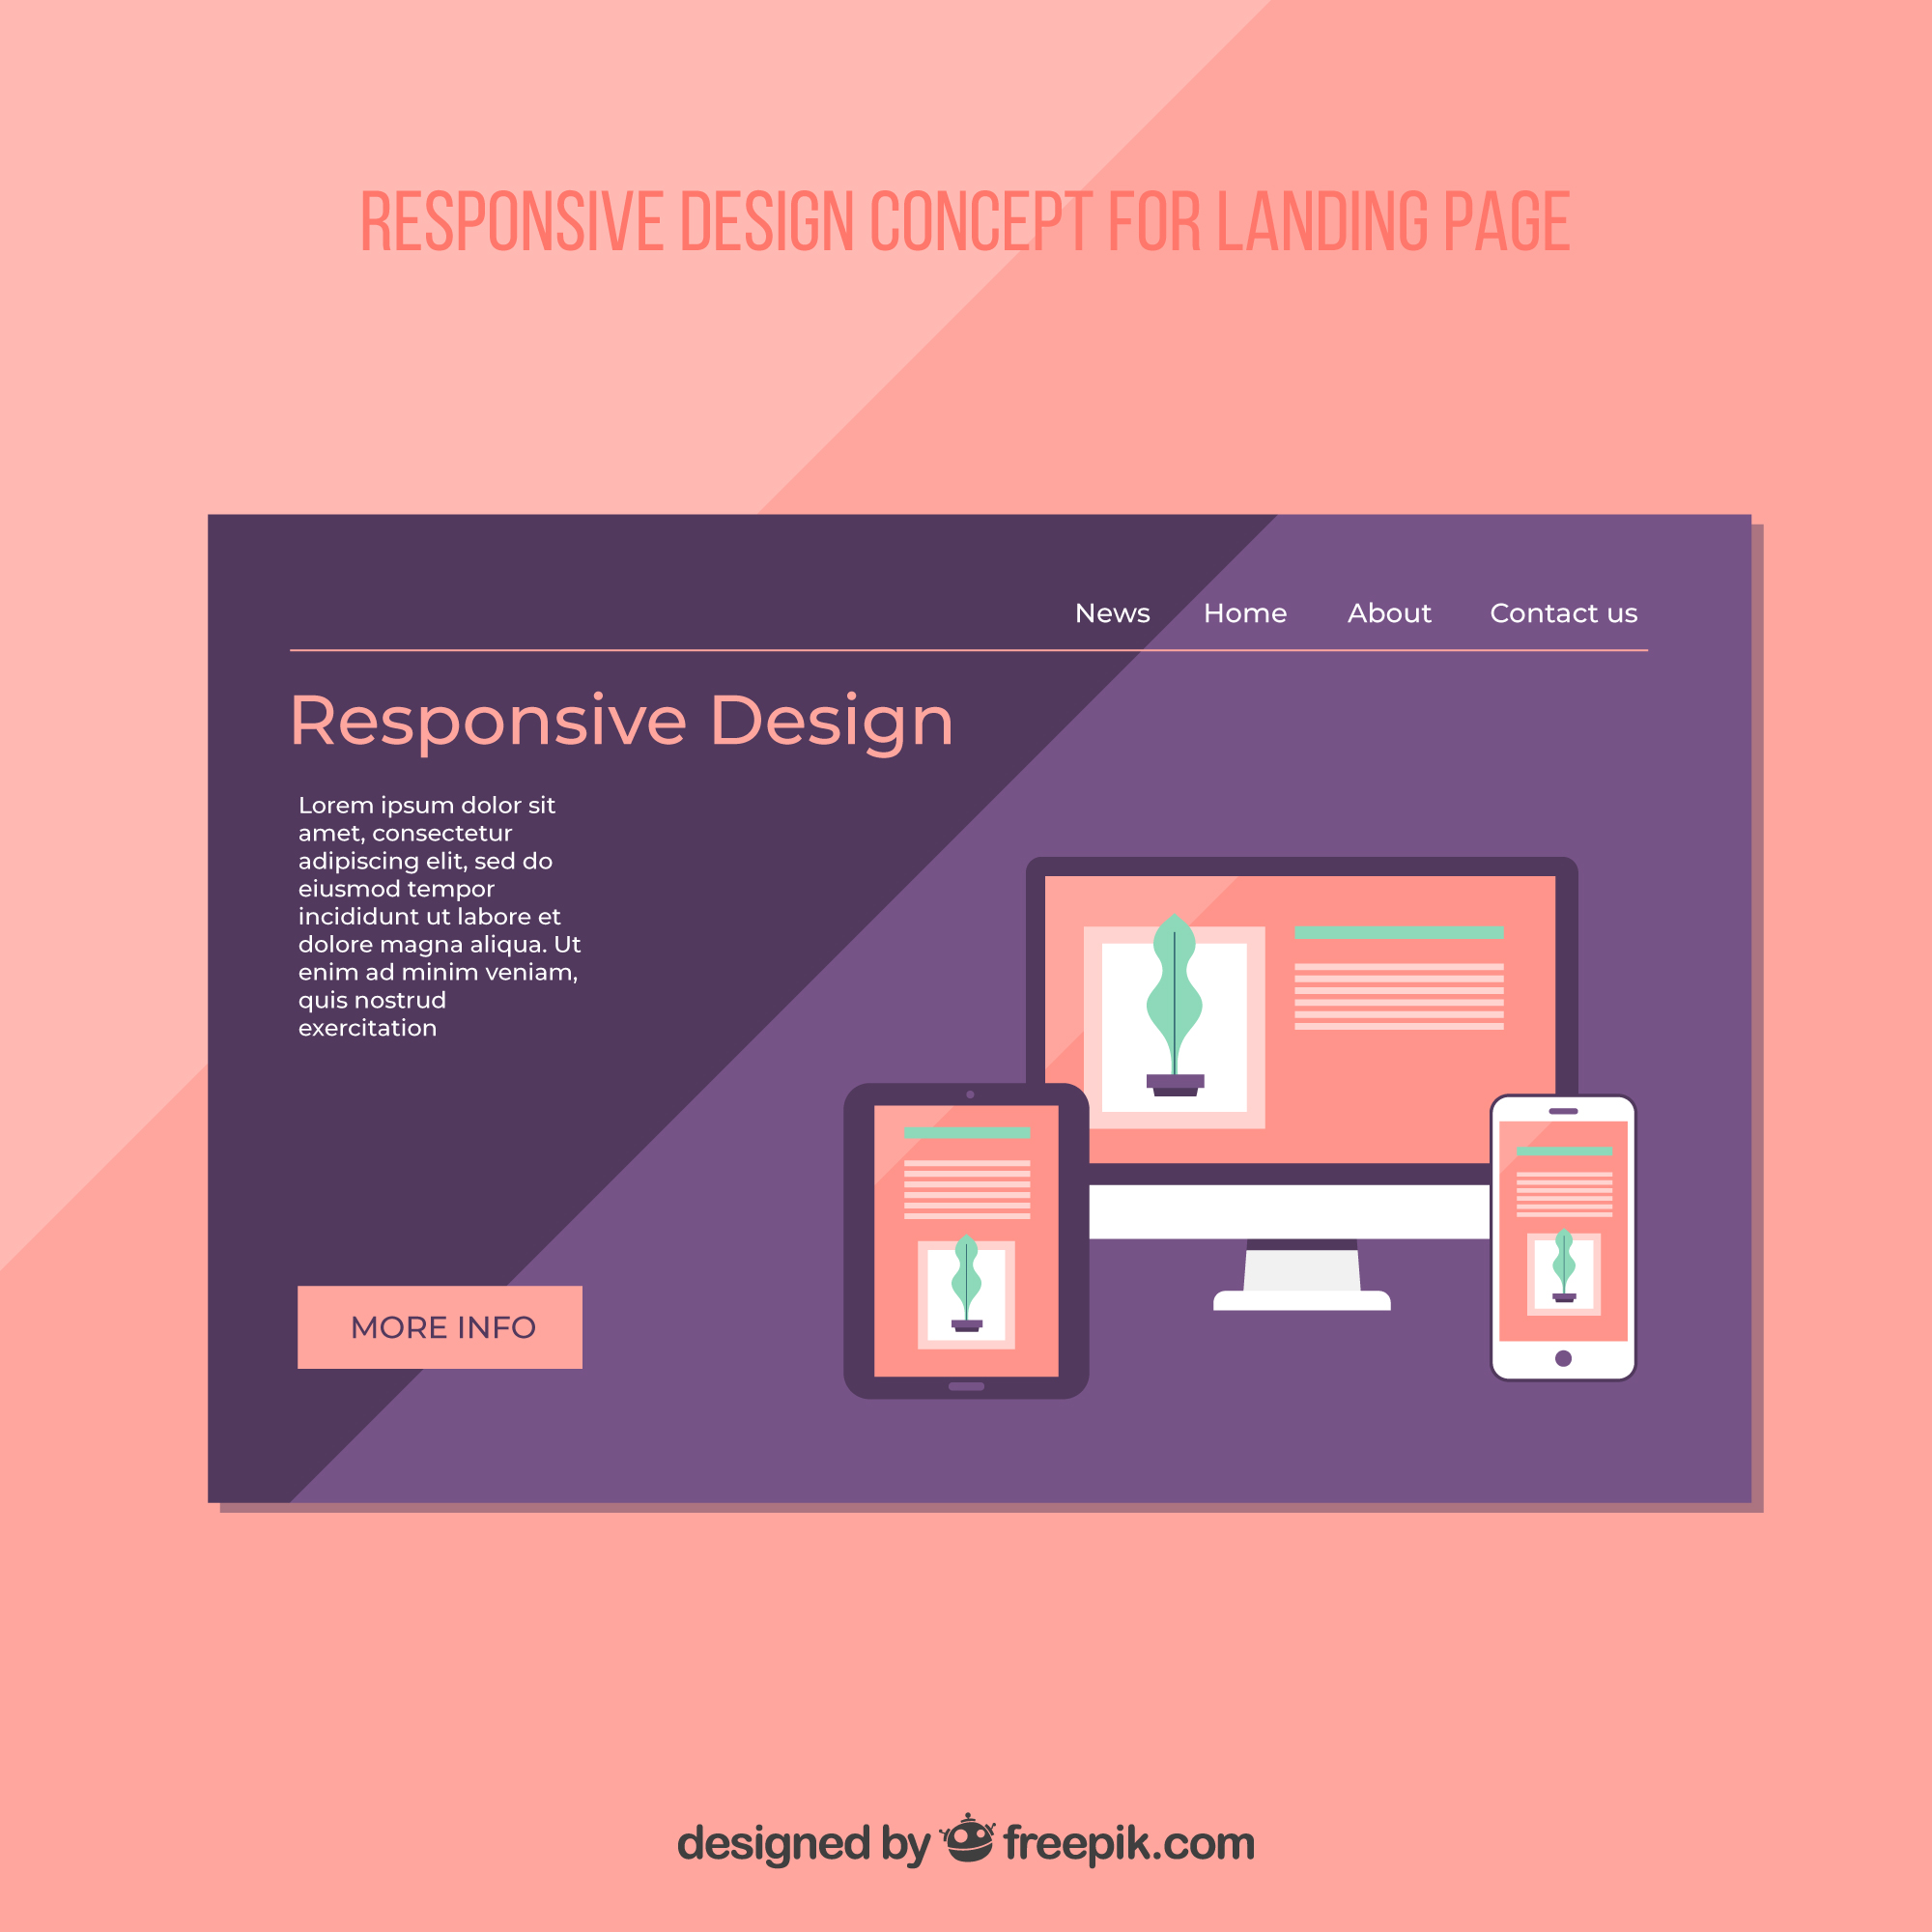 RESPONSIVE DESIGN CONCEPT FOR LANDING PAGE
News Home About Contact us
Responsive Design
Lorem ipsum dolor sit
amet, consectetur
adipiscing elit, sed do
eiusmod tempor
incididunt ut labore et
dolore magna aliqua. Ut
enim ad minim veniam,
quis nostrud
exercitation
MORE INFO
designed by freepik.com